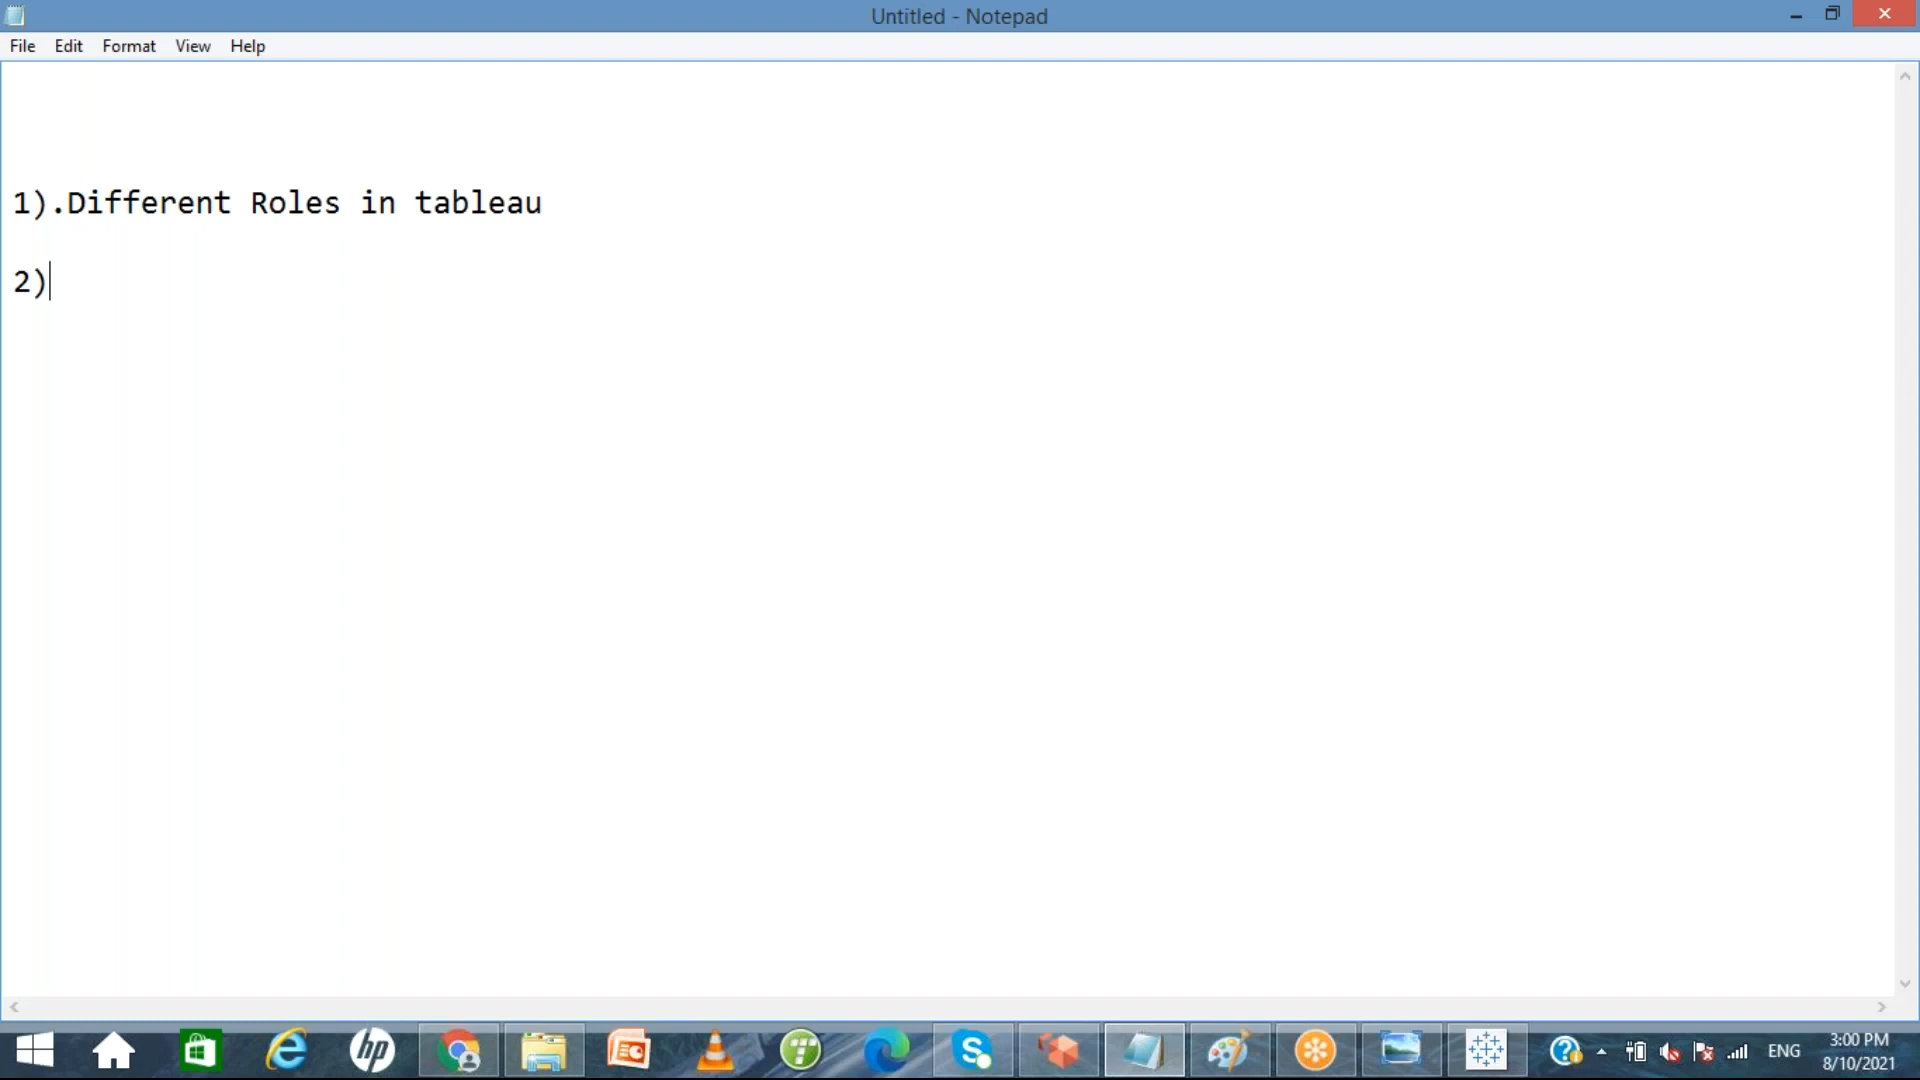 Untitled - Notepad
File Edit Format View Help
1).Different Roles in tableau
2)
hp
S
ENG
3:00 PM
8/10/2021